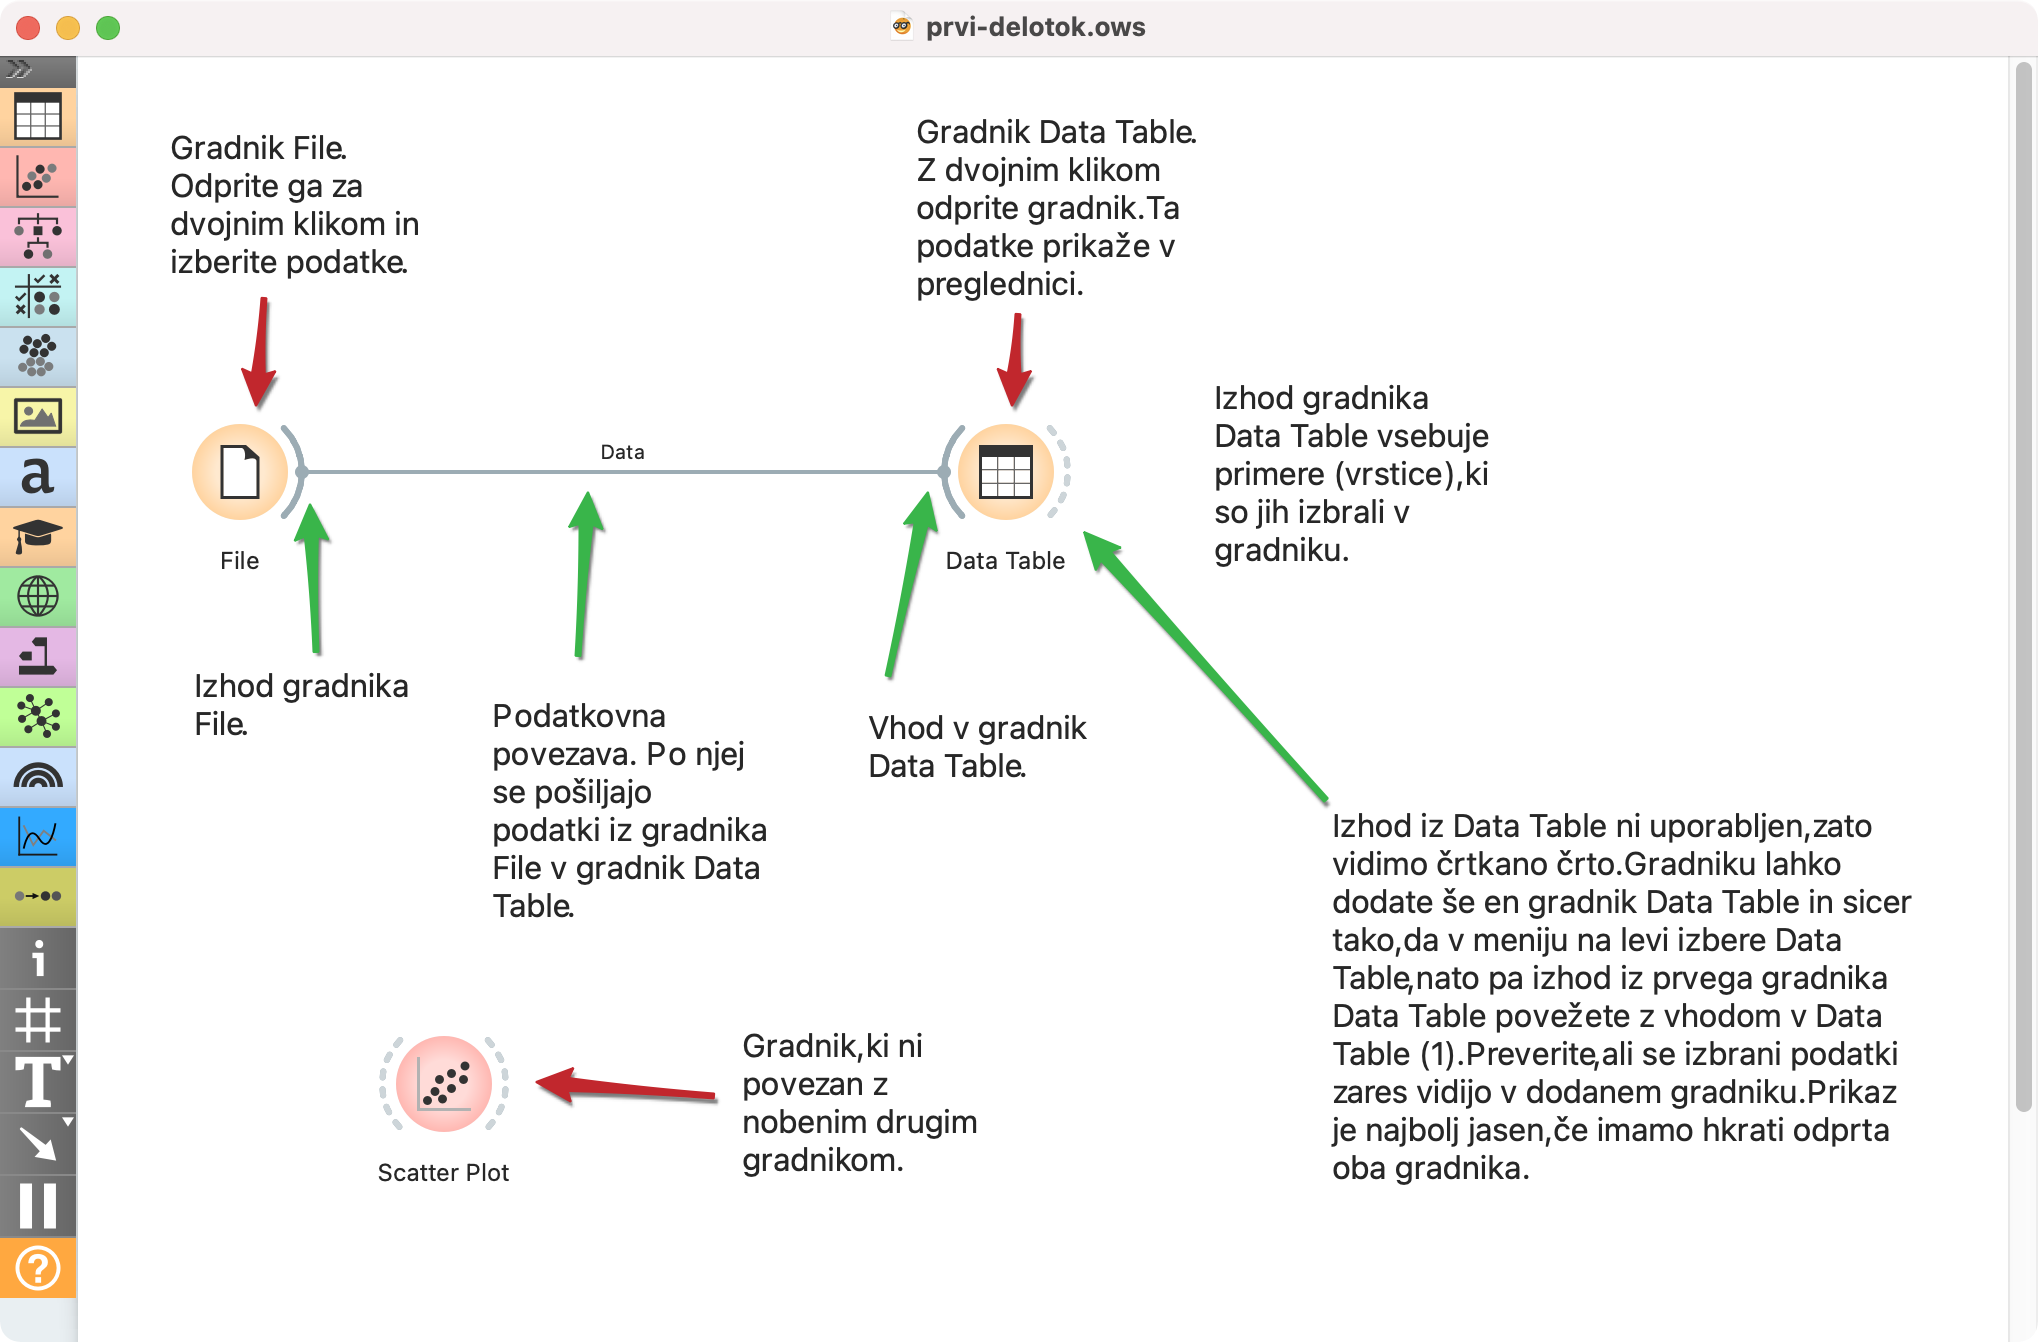 prvi-delotok.ows
Gradnik File.
Odprite ga za
dvojnim klikom in
izberite podatke.
Gradnik Data Table.
Z dvojnim klikom
odprite gradnik.Ta
podatke prikaže v
preglednici.
Izhod gradnika
Data Table vsebuje
primere (vrstice),ki
so jih izbrali v
gradniku.
Data
File
Data Table
Izhod gradnika
File.
Podatkovna
povezava. Po njej
se pošiljajo
podatki iz gradnika
File v gradnik Data
Table.
Vhod v gradnik
Data Table.
Izhod iz Data Table ni uporabljen,zato
vidimo črtkano črto.Gradniku lahko
dodate še en gradnik Data Table in sicer
tako,da v meniju na levi izbere Data
Table,nato pa izhod iz prvega gradnika
Data Table povežete z vhodom v Data
Table (1).Preverite,ali se izbrani podatki
zares vidijo v dodanem gradniku.Prikaz
je najbolj jasen,če imamo hkrati odprta
oba gradnika.
Gradnik,ki ni
povezan z
nobenim drugim
gradnikom.
Scatter Plot
a
i
T
?